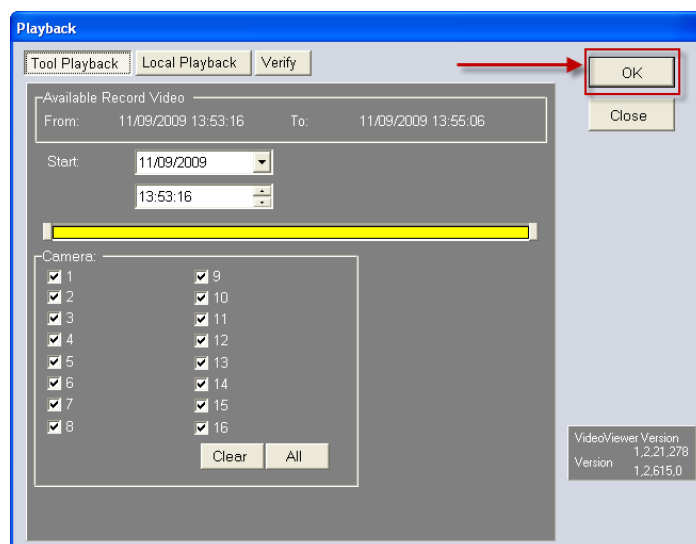 Playback
Tool Playback Local Playback Verify
OK
Close
Available Record Video
From: 11/09/2009 13:53:16 To: 11/09/2009 13:55:06
Start: 11/09/2009
13:53:16
Camera:
1 9
2 10
3 11
4 12
5 13
6 14
7 15
8 16
Clear All
VideoViewer Version
1,2,21,278
Version
1,2,615,0